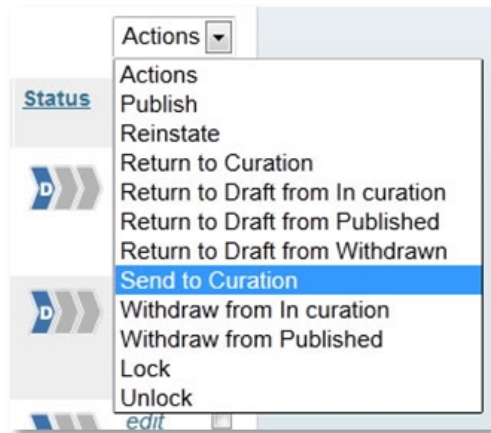 Actions
Actions
Status
Publish
Reinstate
Return to Curation
D
Return to Draft from In curation
Return to Draft from Published
Return to Draft from Withdrawn
Send to Curation
D
Withdraw from In curation
Withdraw from Published
Lock
Unlock
edit